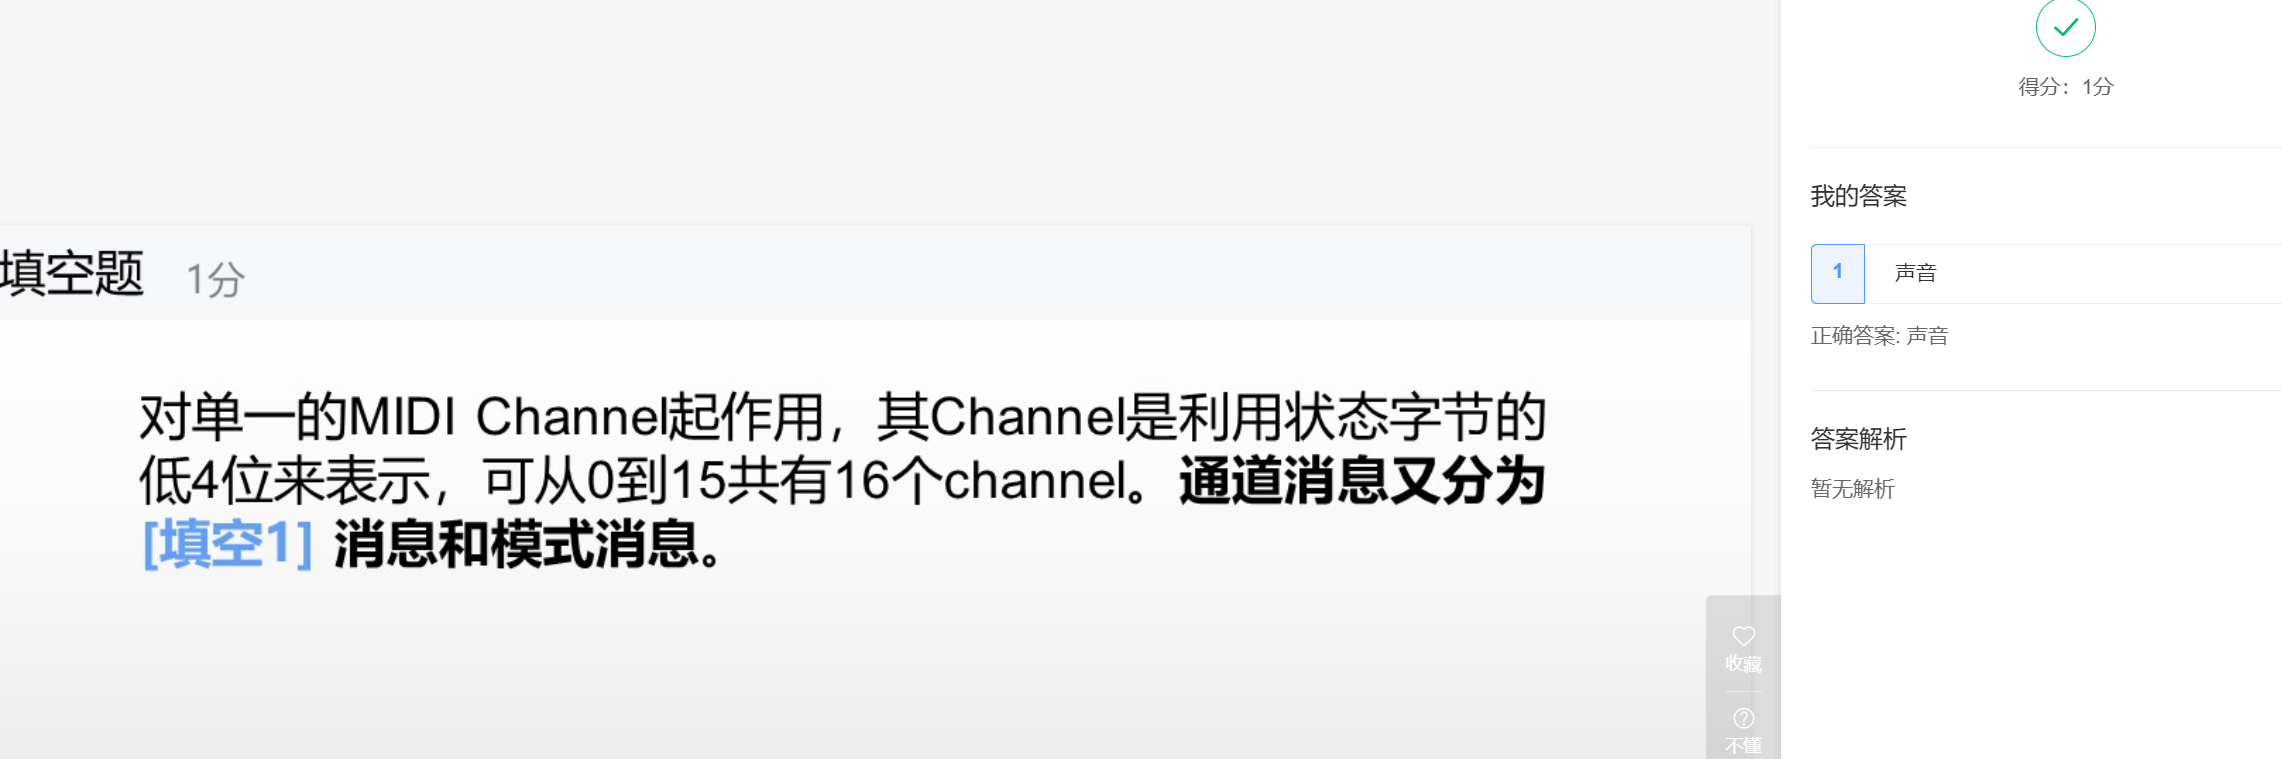 得分：1分
我的答案
1 声音
正确答案: 声音
答案解析
暂无解析
填空题 1分
对单一的MIDI Channel起作用，其Channel是利用状态字节的
低4位来表示，可从0到15共有16个channel。通道消息又分为
[填空1] 消息和模式消息。
收藏
不懂